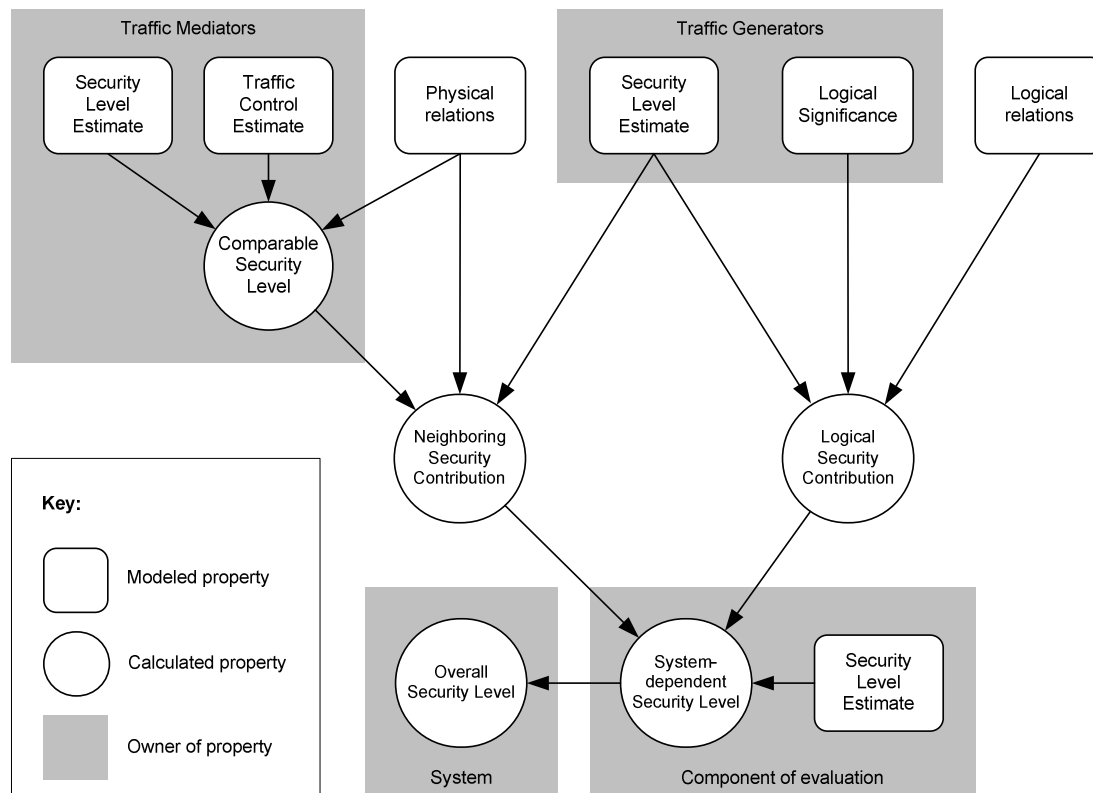 Traffic Mediators
Traffic Generators
Security
Level
Estimate
Traffic
Control
Estimate
Physical
relations
Security
Level
Estimate
Logical
Significance
Logical
relations
Comparable
Security
Level
Neighboring
Security
Contribution
Logical
Security
Contribution
Key:
Modeled property
Calculated property
Owner of property
Overall
Security Level
System
System-
dependent
Security Level
Security
Level
Estimate
Component of evaluation